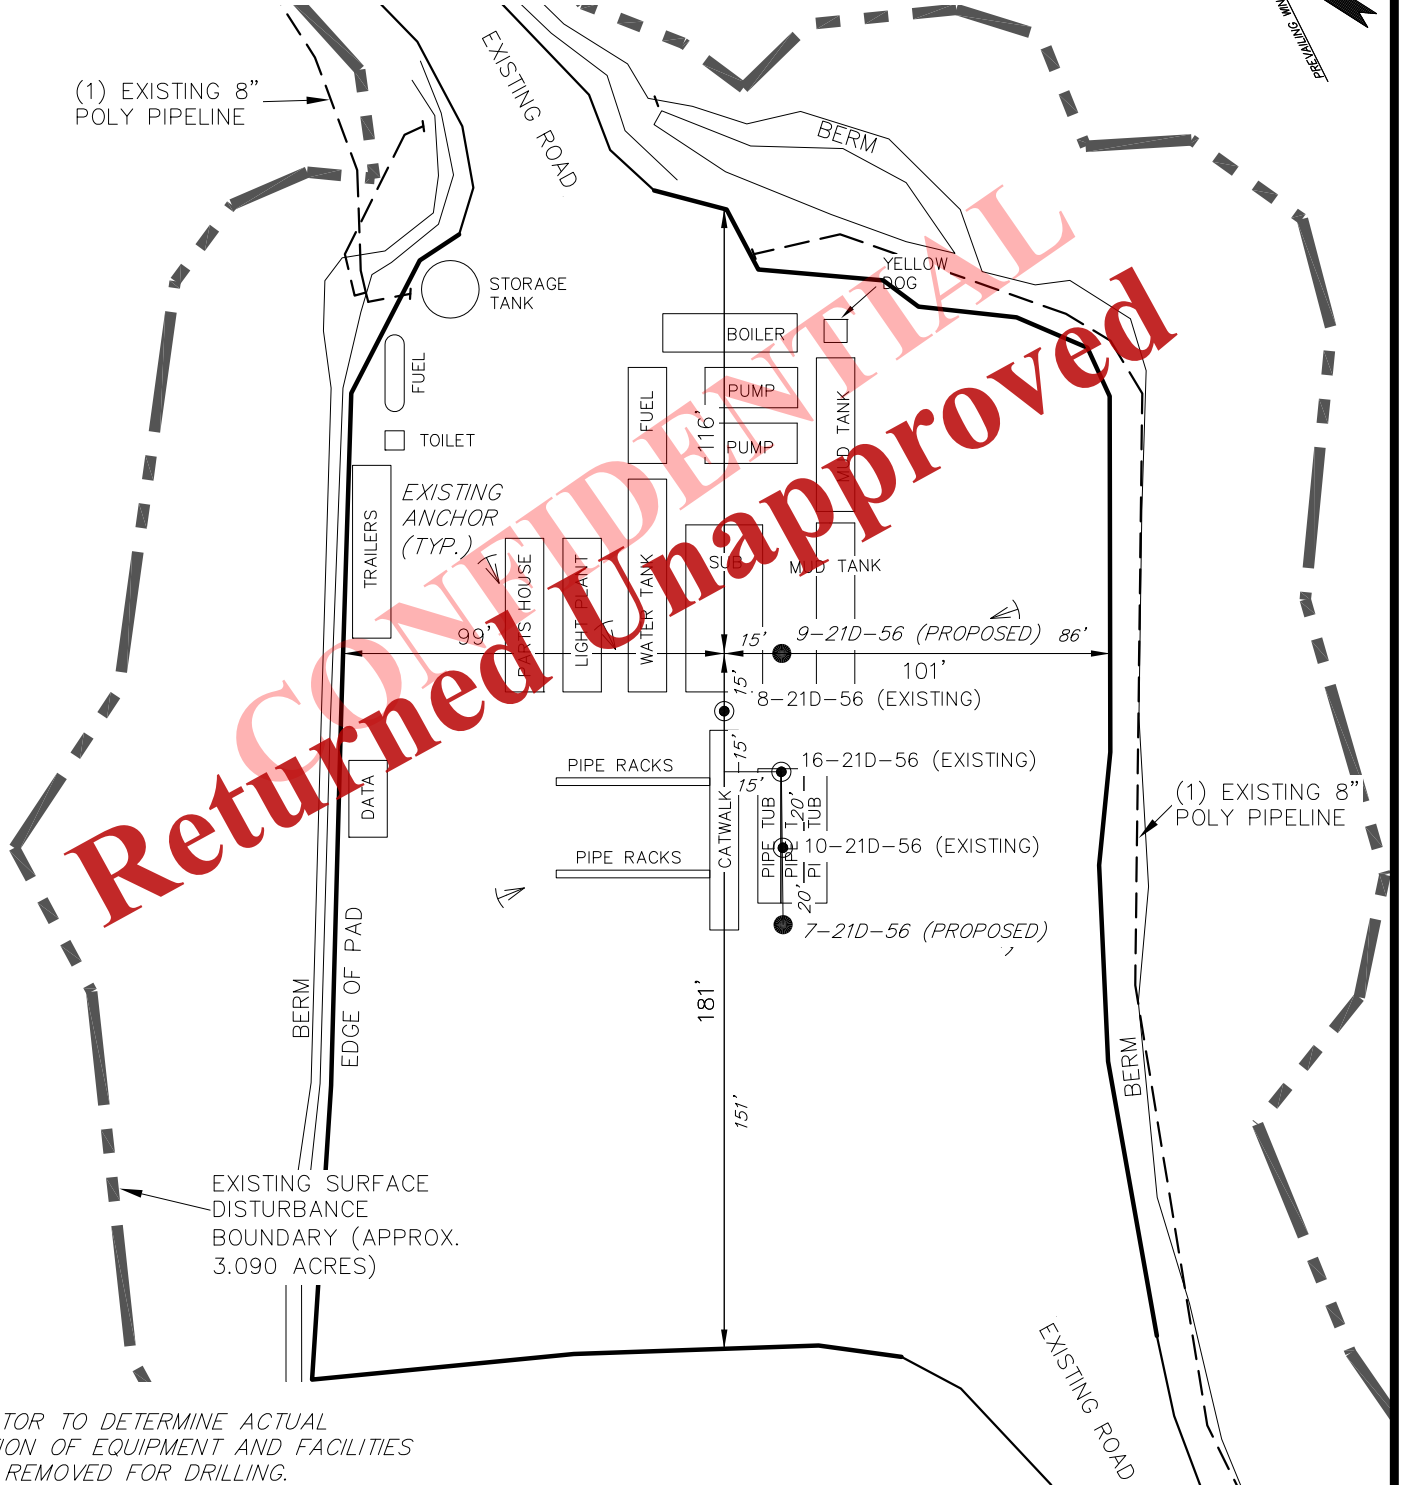 PREVAILING
(1) EXISTING 8"
POLY PIPELINE
EXISTING ROAD
BERM
CONFIDENTIAL
Returned Unapproved
YELLOW
DOG
STORAGE
TANK
BOILER
FUEL
FUEL
PUMP
MUD TANK
116'
PUMP
TOILET
TRAILERS
EXISTING
ANCHOR
(TYP.)
PARTS HOUSE
LIGHT PLANT
WATER TANK
SUB
MUD TANK
99'
15'
9-21D-56 (PROPOSED)
86'
101'
15'
8-21D-56 (EXISTING)
15'
16-21D-56 (EXISTING)
PIPE RACKS
15'
DATA
CATWALK
PIPE TUB
20'
TUB
(1) EXISTING 8"
POLY PIPELINE
10-21D-56 (EXISTING)
PIPE RACKS
PIPE
PI
20'
7-21D-56 (PROPOSED)
EDGE OF PAD
BERM
181'
BERM
151'
EXISTING SURFACE
DISTURBANCE
BOUNDARY (APPROX.
3.090 ACRES)
EXISTING ROAD
TOR TO DETERMINE ACTUAL
ION OF EQUIPMENT AND FACILITIES
REMOVED FOR DRILLING.